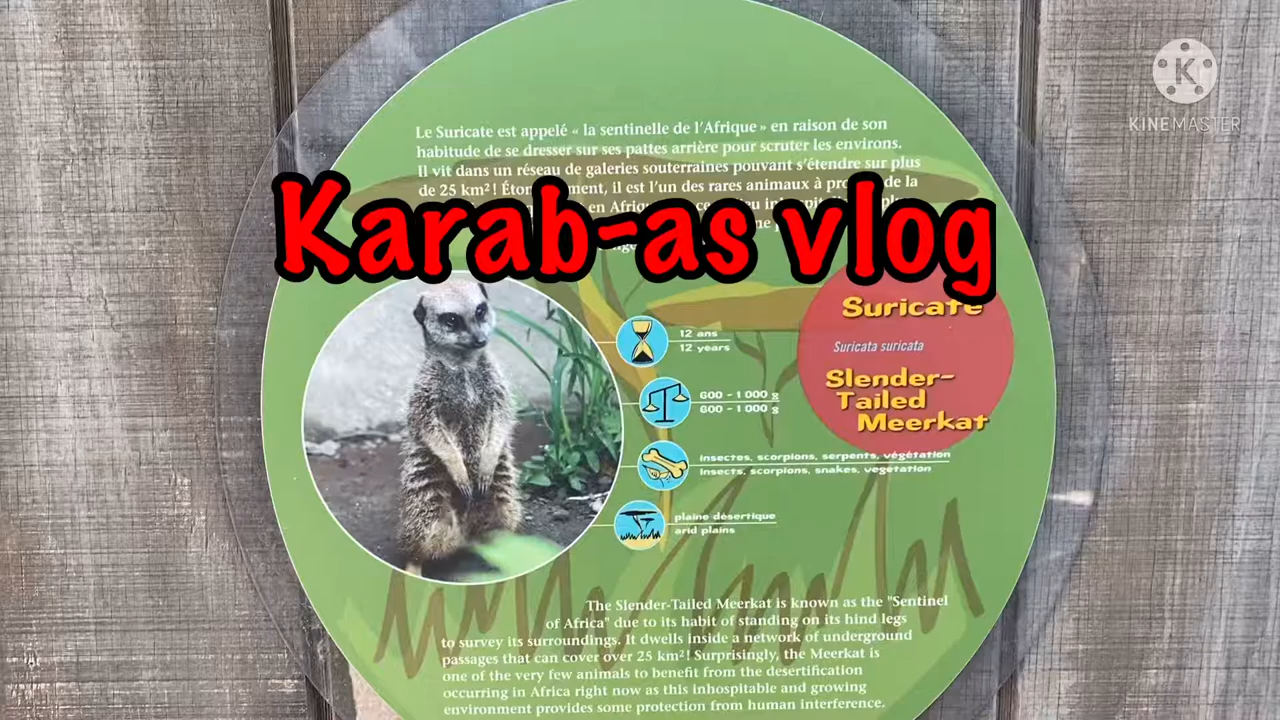 KINEMASTER
Le Suricate est appelé « la sentinelle de l'Afrique » en raison de son
habitude de se dresser sur ses pattes arrière pour scruter les environs.
Il vit dans un réseau de galeries souterraines pouvant s'étendre sur plus
de 25 km² ! l'un des rares animaux à de la
en
Karab-as vlog
Suricate
Suricata suricata
Slender-
Tailed
Meerkat
12 ans
12 years
600 - 1 000 g
600 - 1 000 g
insectes, scorpions, serpents, végétation
insects, scorpions, snakes, vegetation
plaine désertique
arid plains
The Slender-Tailed Meerkat is known as the "Sentinel
of Africa" due to its habit of standing on its hind legs
to survey its surroundings. It dwells inside a network of underground
passages that can cover over 25 km² ! Surprisingly, the Meerkat is
one of the very few animals to benefit from the desertification
occurring in Africa right now as this inhospitable and growing
environment provides some protection from human interference.